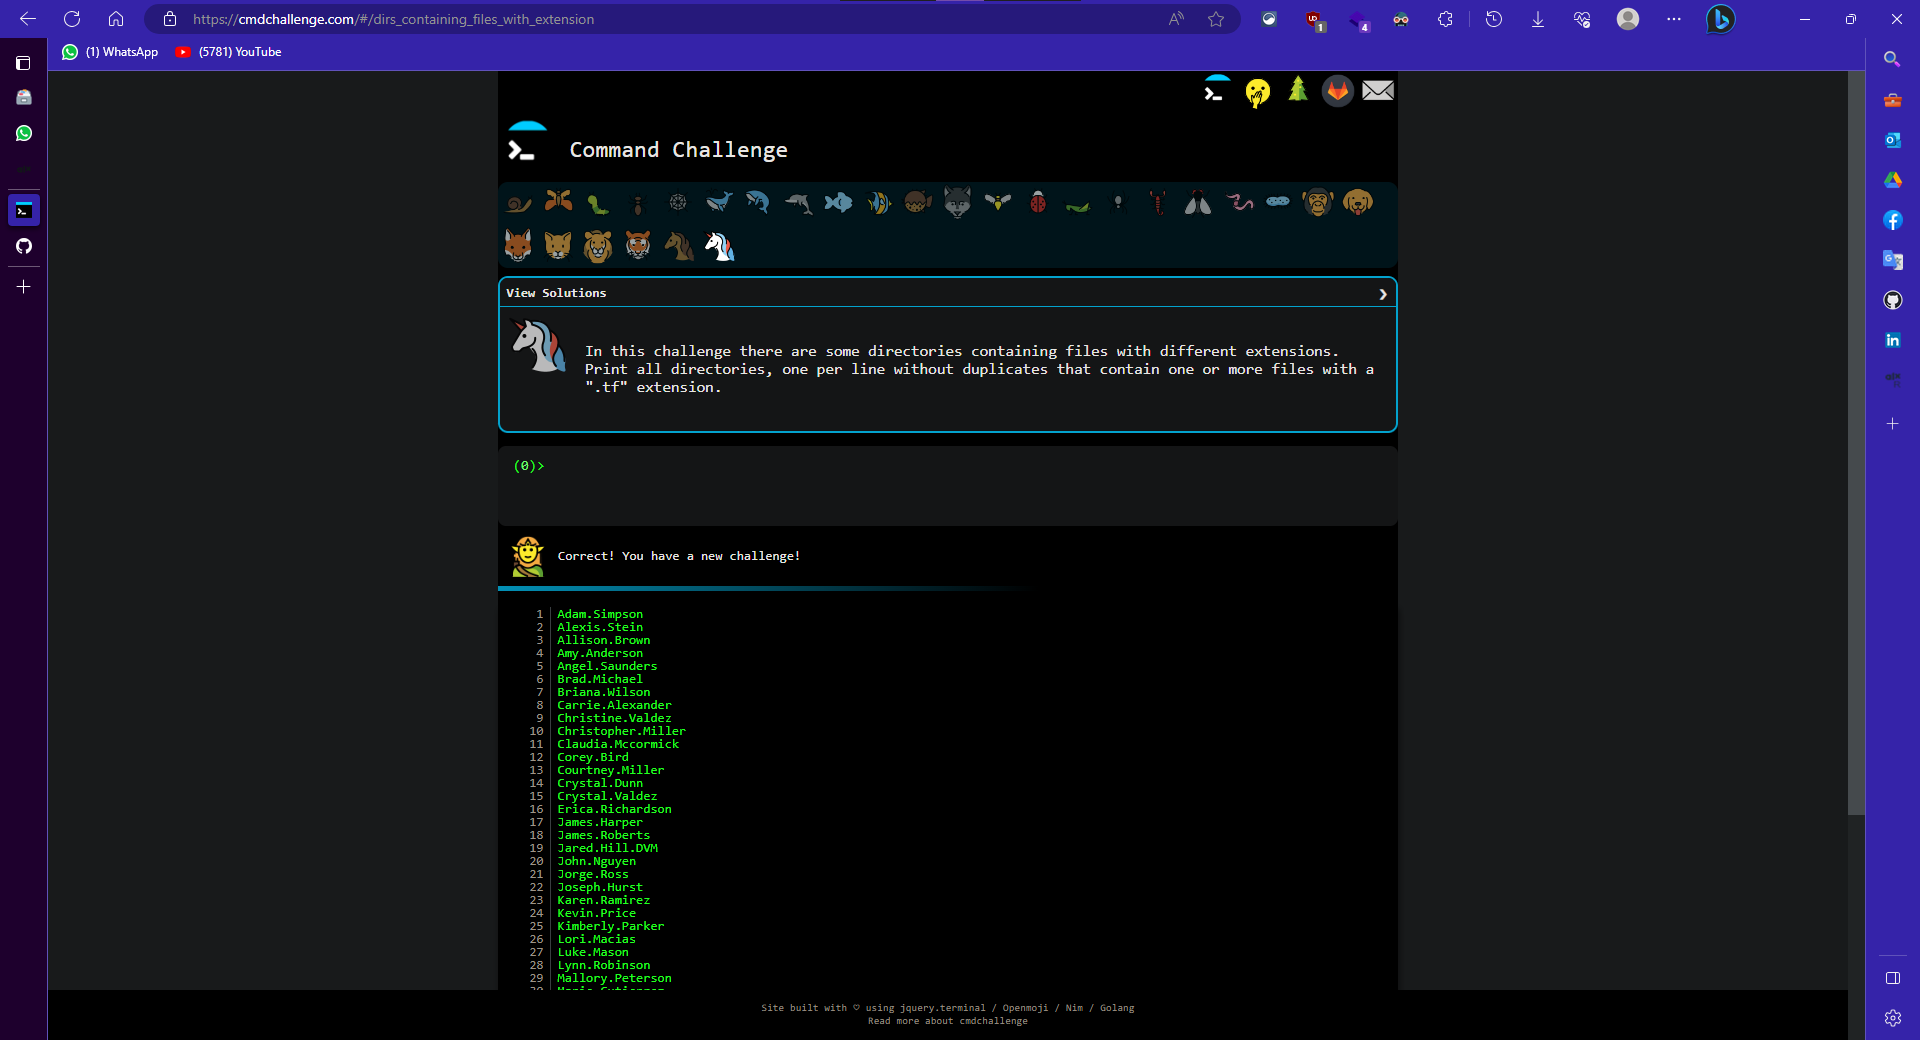 https://cmdchallenge.com/#/dirs_containing_files_with_extension
1
4
(1) WhatsApp
(5781) YouTube
Command Challenge
View Solutions
In this challenge there are some directories containing files with different extensions.
Print all directories, one per line without duplicates that contain one or more files with a
".tf" extension.
(0)>
Correct! You have a new challenge!
1 Adam.Simpson
2 Alexis.Stein
3 Allison.Brown
4 Amy.Anderson
5 Angel.Saunders
6 Brad.Michael
7 Briana.Wilson
8 Carrie.Alexander
9 Christine.Valdez
10 Christopher.Miller
11 Claudia.Mccormick
12 Corey.Bird
13 Courtney.Miller
14 Crystal.Dunn
15 Crystal.Valdez
16 Erica.Richardson
17 James.Harper
18 James.Roberts
19 Jared.Hill.DVM
20 John.Nguyen
21 Jorge.Ross
22 Joseph.Hurst
23 Karen.Ramirez
24 Kevin.Price
25 Kimberly.Parker
26 Lori.Macias
27 Luke.Mason
28 Lynn.Robinson
29 Mallory.Peterson
Site built with ♡ using jquery.terminal / Openmoji / Nim / Golang
Read more about cmdchallenge